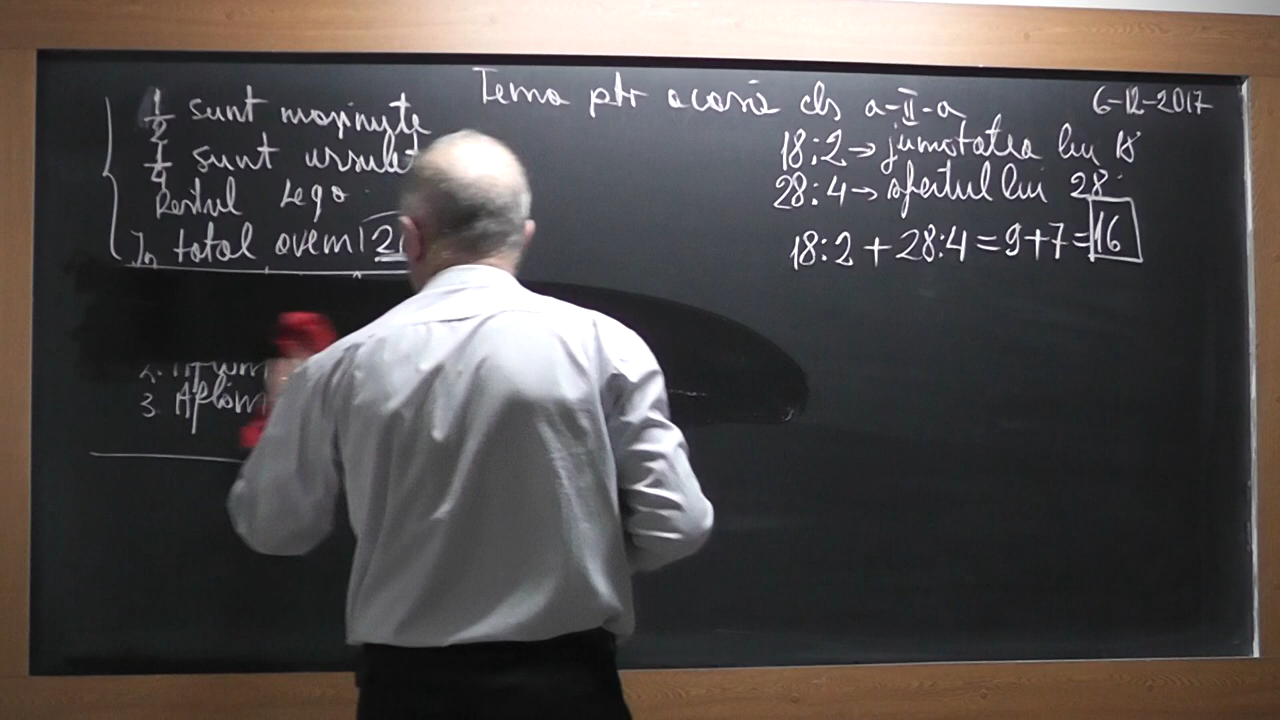 Tema ptr acasă cls a-II-a
6-12-2017
1/2 sunt mașinuțe
1/4 sunt ursulet
Restul Lego
În total avem 2
3. Aflăm
18:2→jumătatea lui 18
28:4→sfertul lui 28
18:2+28:4=9+7=16